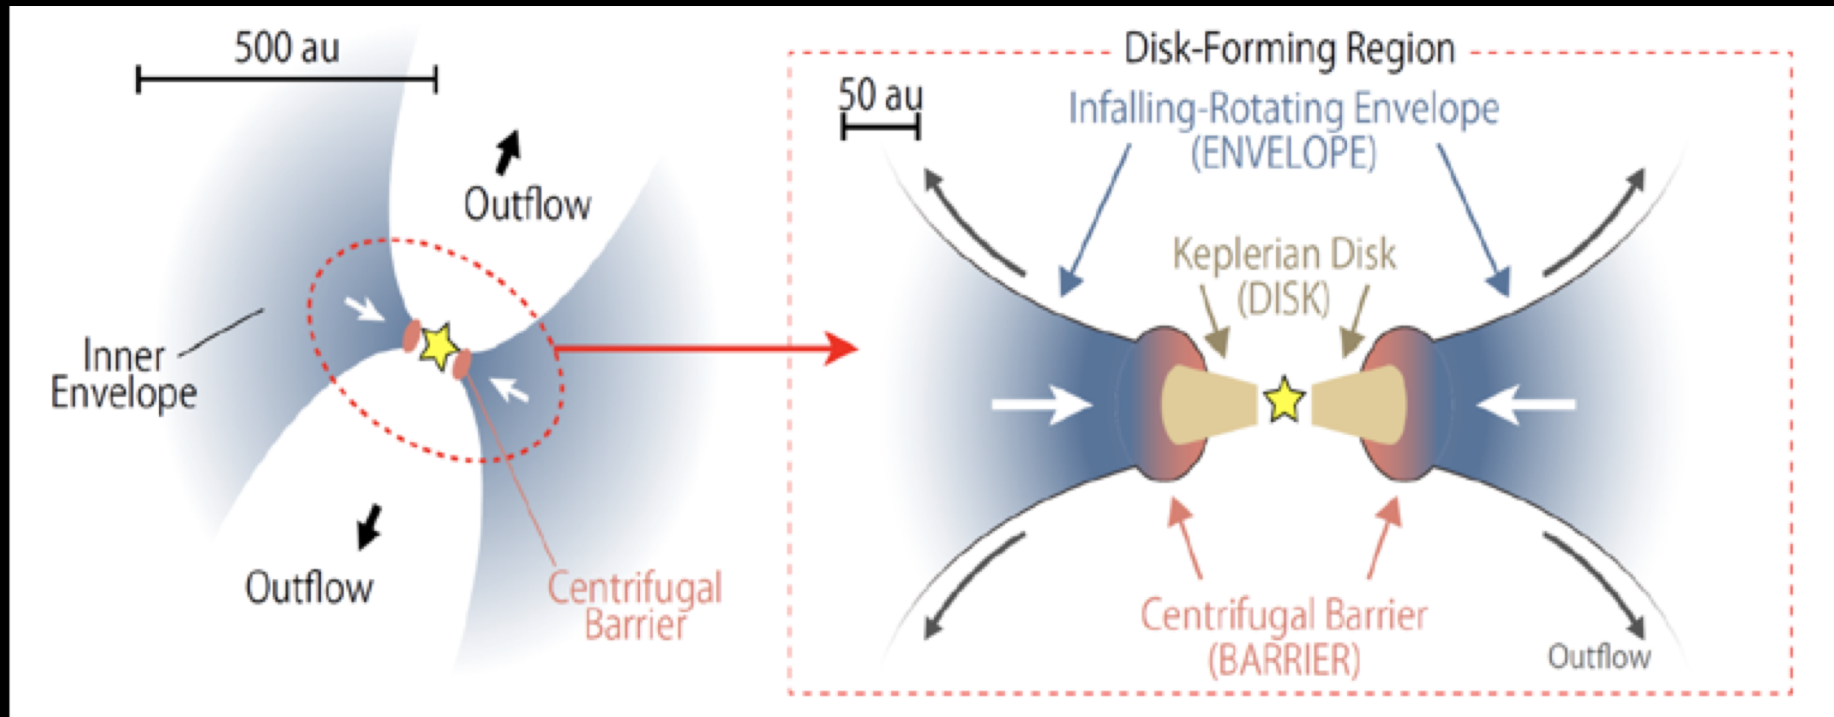 500 au
Outflow
Inner
Envelope
Outflow
Centrifugal
Barrier
Disk-Forming Region
50 au
Infalling-Rotating Envelope
(ENVELOPE)
Keplerian Disk
(DISK)
Centrifugal Barrier
(BARRIER)
Outflow